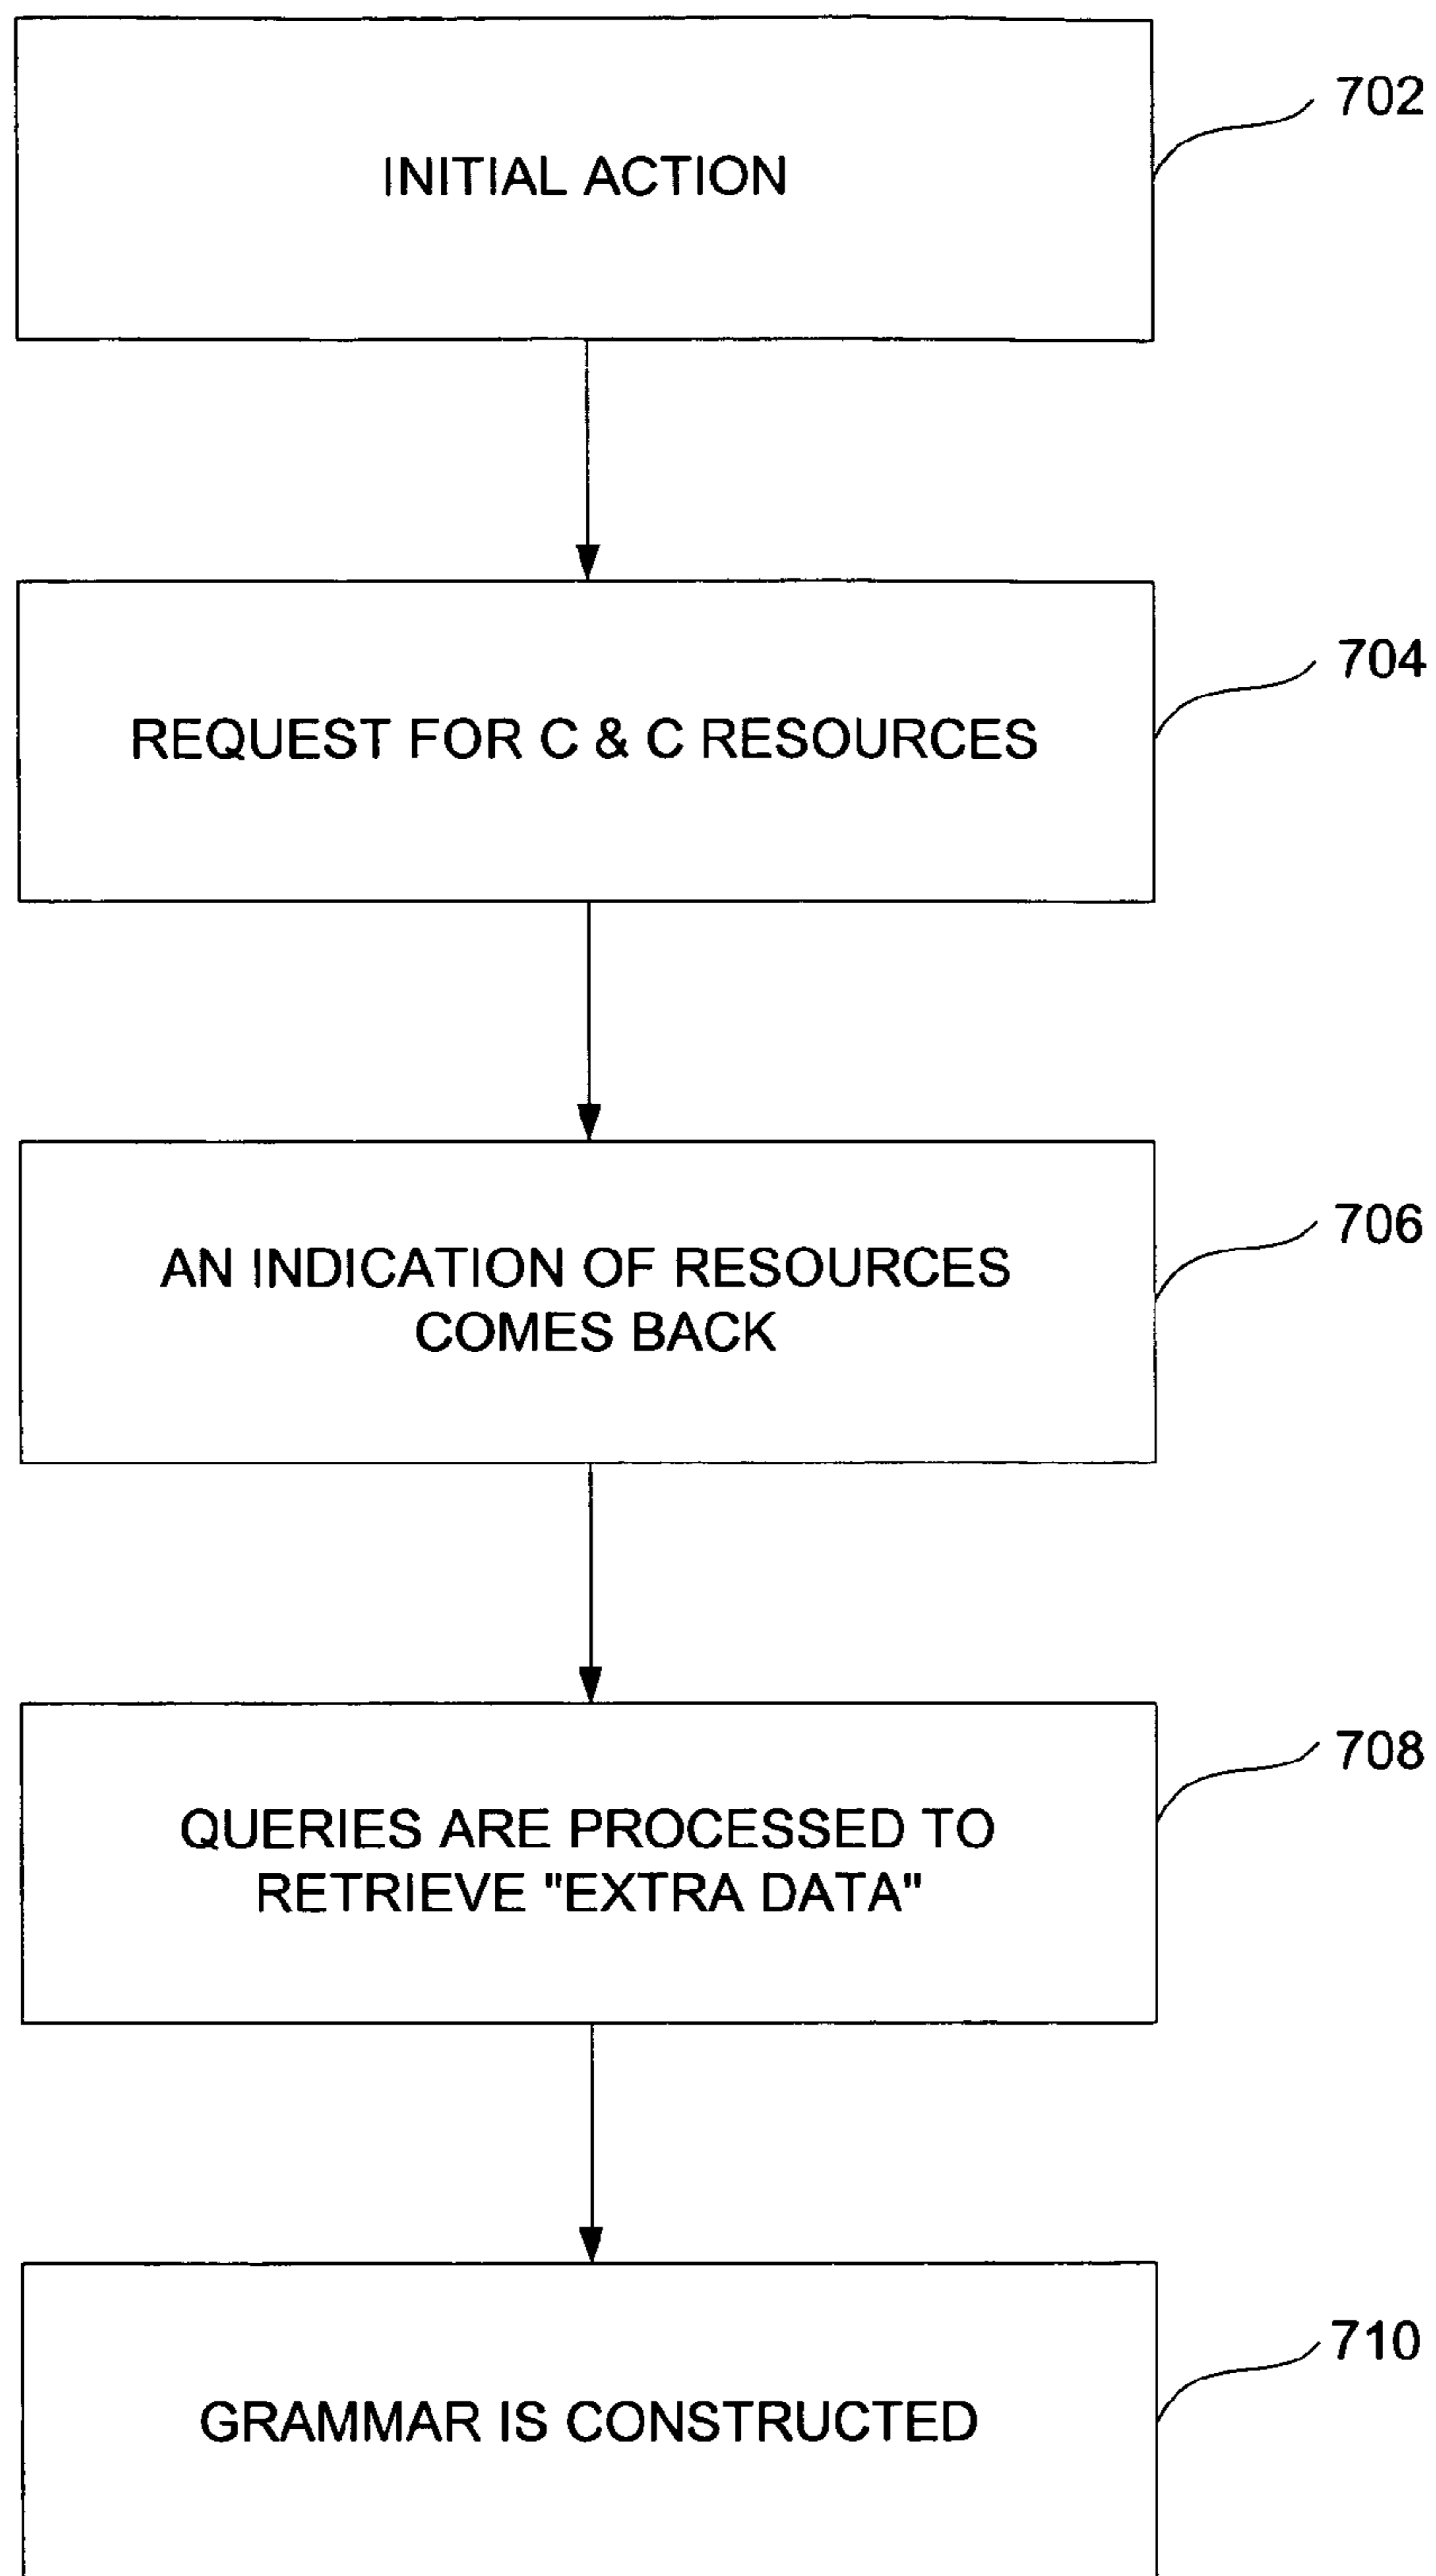 INITIAL ACTION
702
REQUEST FOR C & C RESOURCES
704
AN INDICATION OF RESOURCES
COMES BACK
706
QUERIES ARE PROCESSED TO
RETRIEVE "EXTRA DATA"
708
GRAMMAR IS CONSTRUCTED
710